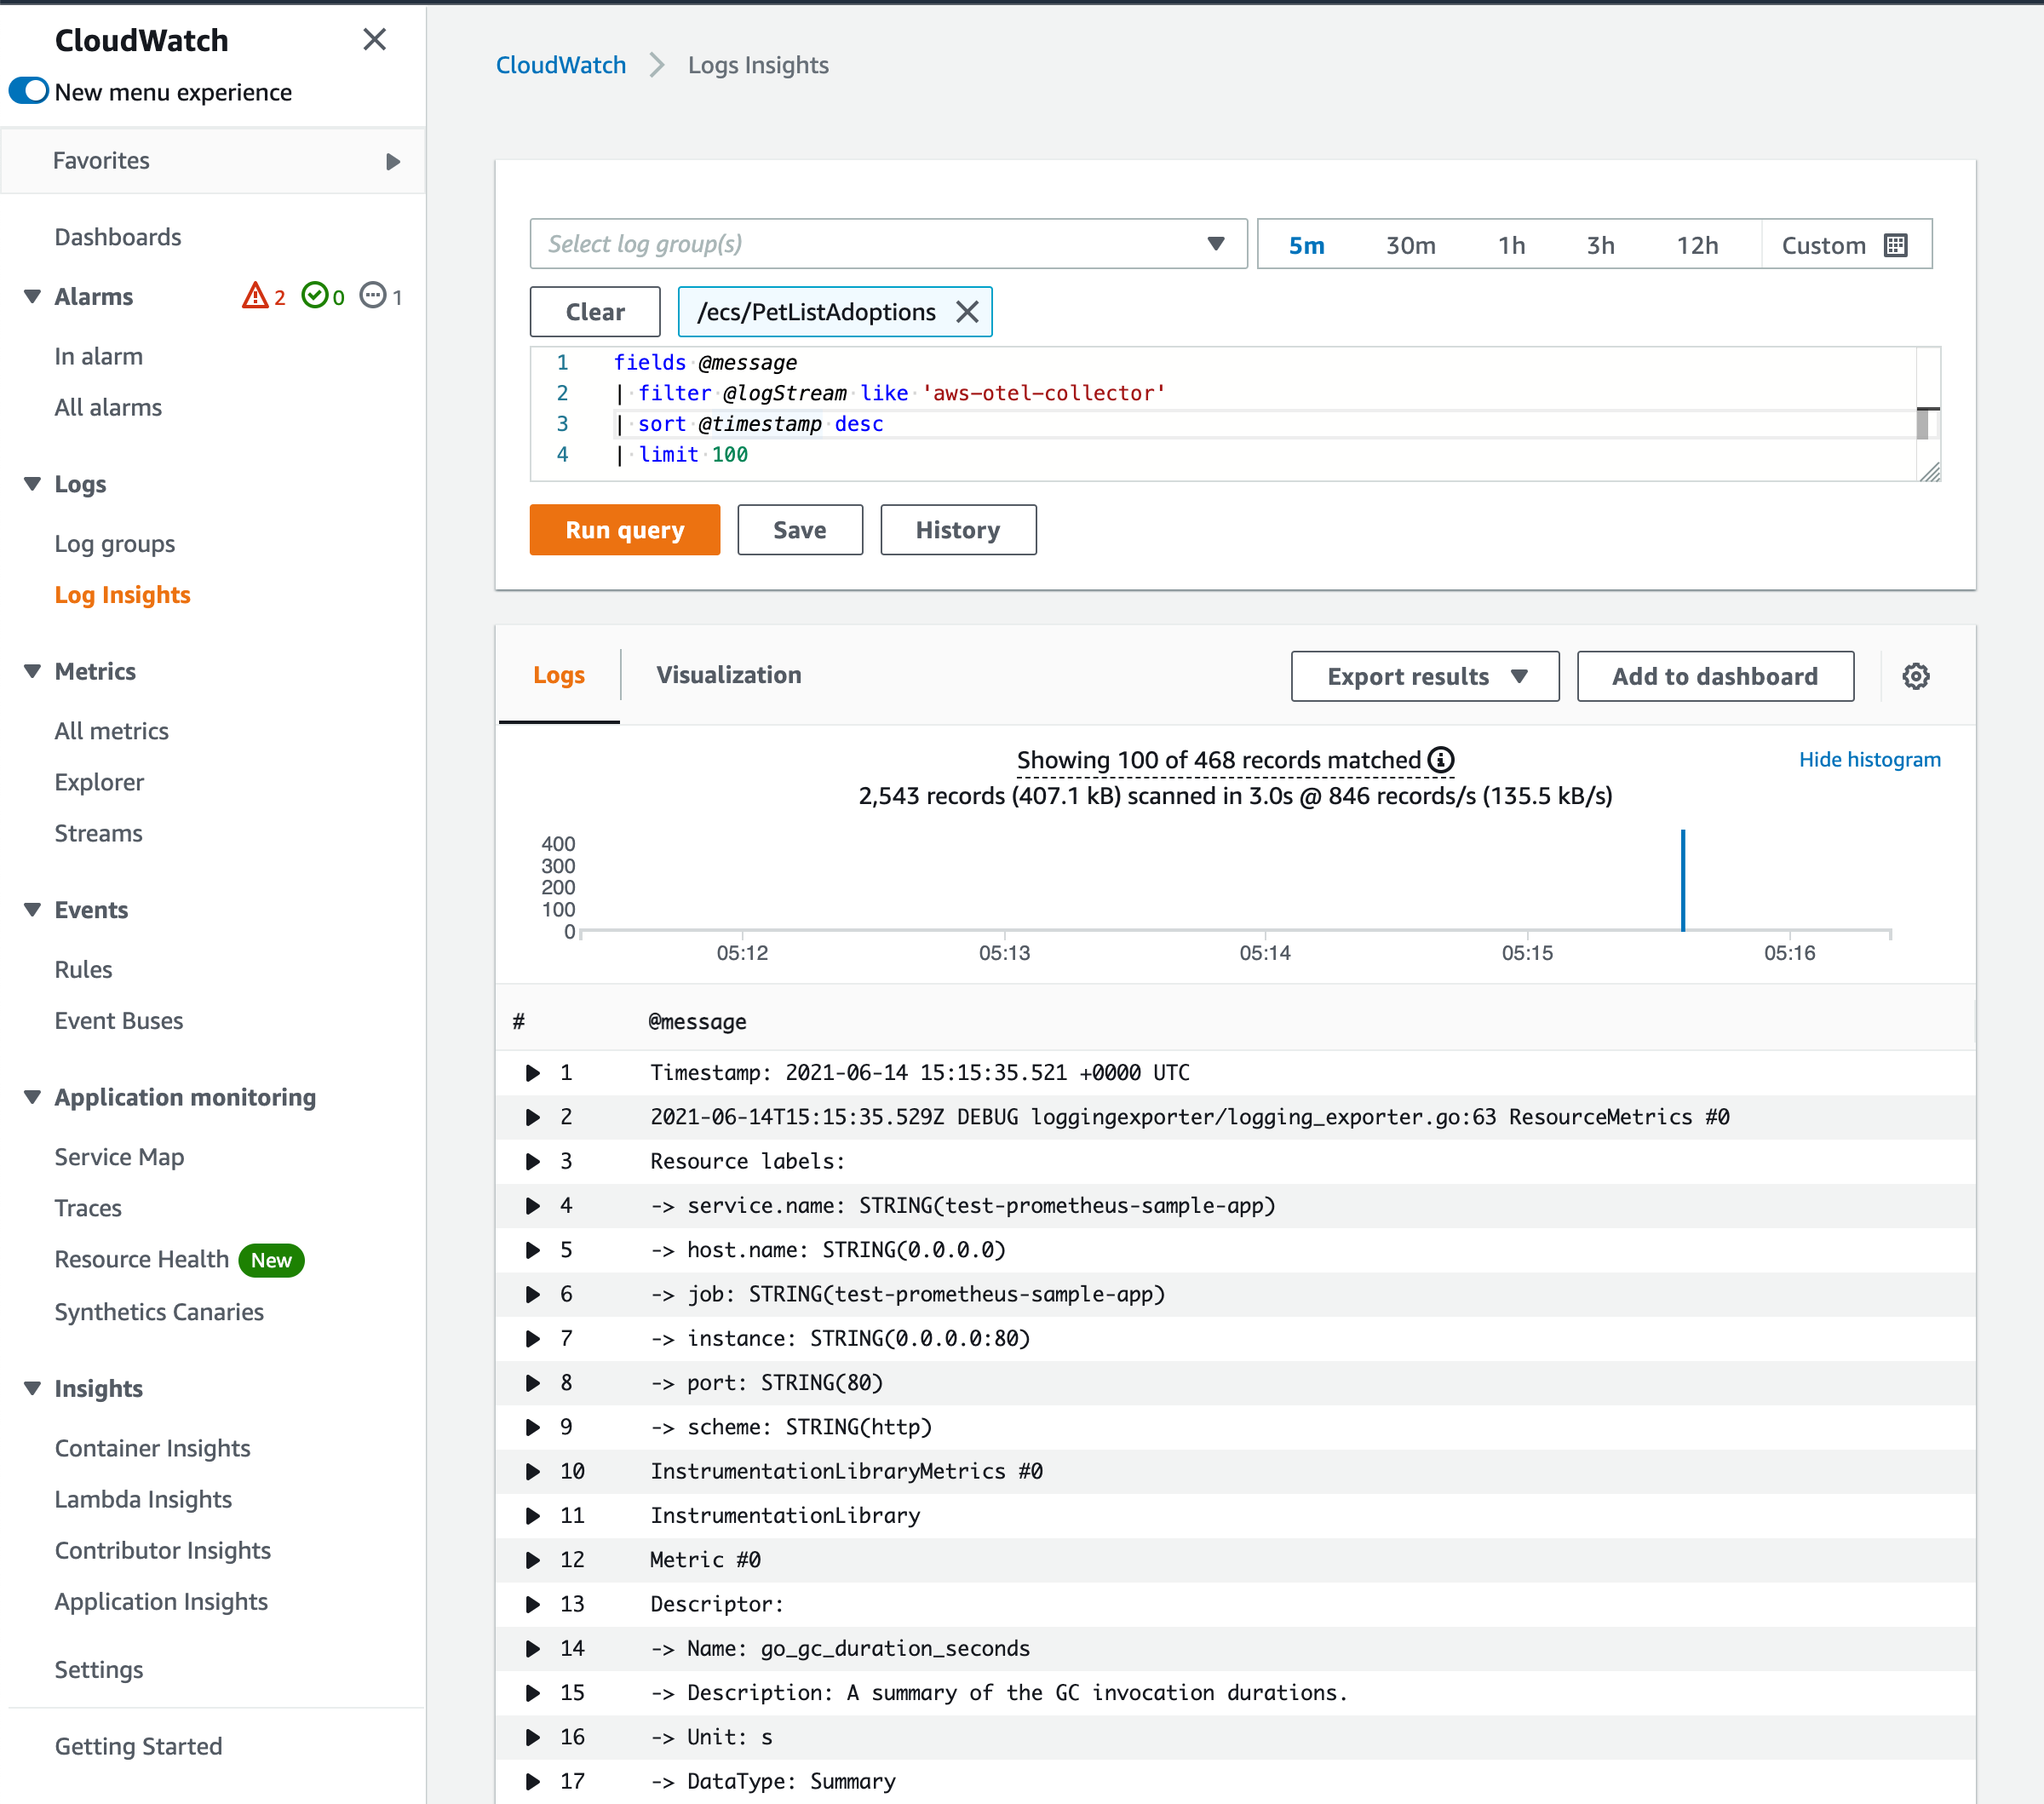 CloudWatch
New menu experience
Favorites
Dashboards
Alarms 2 0 1
In alarm
All alarms
Logs
Log groups
Log Insights
Metrics
All metrics
Explorer
Streams
Events
Rules
Event Buses
Application monitoring
Service Map
Traces
Resource Health New
Synthetics Canaries
Insights
Container Insights
Lambda Insights
Contributor Insights
Application Insights
Settings
Getting Started
CloudWatch Logs Insights
Select log group(s) 5m 30m 1h 3h 12h Custom
Clear /ecs/PetListAdoptions
1 fields @message
2 | filter @logStream like 'aws-otel-collector'
3 | sort @timestamp desc
4 | limit 100
Run query Save History
Logs Visualization Export results Add to dashboard
Showing 100 of 468 records matched Hide histogram
2,543 records (407.1 kB) scanned in 3.0s @ 846 records/s (135.5 kB/s)
400
300
200
100
0
05:12 05:13 05:14 05:15 05:16
# @message
1 Timestamp: 2021-06-14 15:15:35.521 +0000 UTC
2 2021-06-14T15:15:35.529Z DEBUG loggingexporter/logging_exporter.go:63 ResourceMetrics #0
3 Resource labels:
4 -> service.name: STRING(test-prometheus-sample-app)
5 -> host.name: STRING(0.0.0.0)
6 -> job: STRING(test-prometheus-sample-app)
7 -> instance: STRING(0.0.0.0:80)
8 -> port: STRING(80)
9 -> scheme: STRING(http)
10 InstrumentationLibraryMetrics #0
11 InstrumentationLibrary
12 Metric #0
13 Descriptor:
14 -> Name: go_gc_duration_seconds
15 -> Description: A summary of the GC invocation durations.
16 -> Unit: s
17 -> DataType: Summary